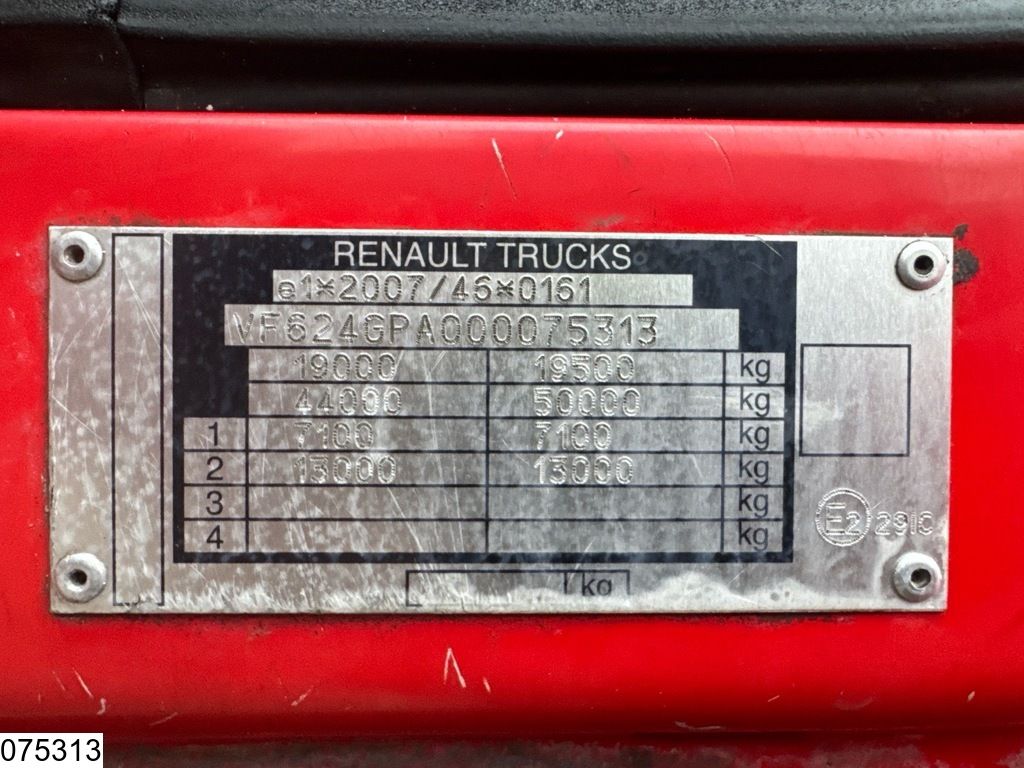 RENAULT TRUCKS
e1*2007/46*0161
VF624GPA000075313
19000 19500 kg
44000 50000 kg
1 7100 7100 kg
2 13000 13000 kg
3 kg
4 kg
E2 29IC
kg
075313